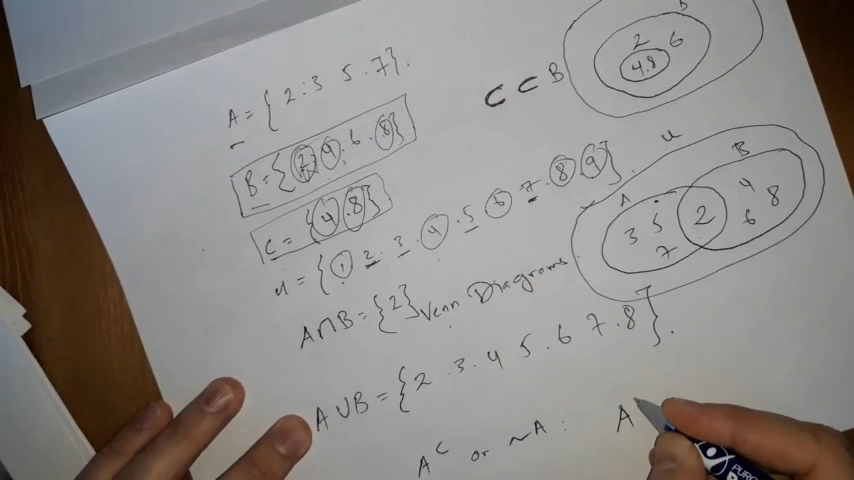 A = { 2 . 3 5 . 7 } .
B = { 2 , 4 , 6 . 8 }
C = { 4 . 8 }
u = { 1 , 2 . 3 . 4 . 5 . 6 . 7 . 8 . 9 } .
A∩B = { 2 } Venn Diagrams.
A∪B = { 2 . 3 . 4 5 . 6 7 . 8 } .
Aᶜ or ~A : A
C ⊂ B
B
2 6
4.8
u
A B
3 5 7 2 4 6 8
PURO